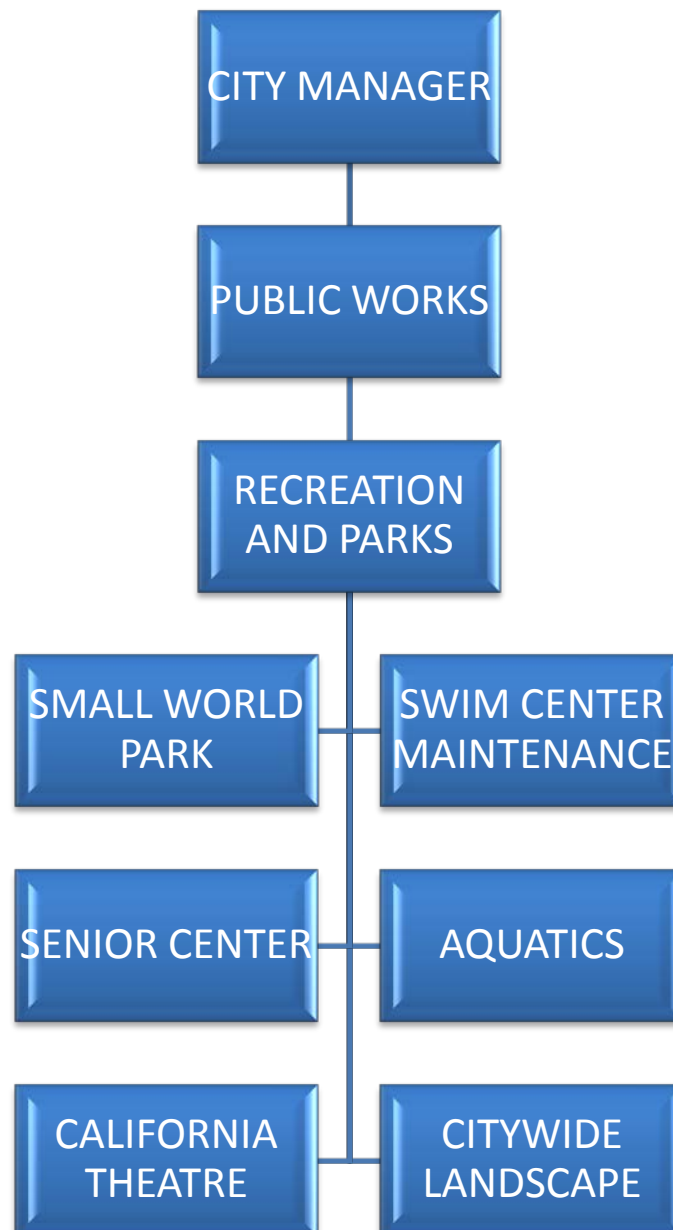 CITY MANAGER
PUBLIC WORKS
RECREATION
AND PARKS
SMALL WORLD
PARK
SWIM CENTER
MAINTENANCE
SENIOR CENTER
AQUATICS
CALIFORNIA
THEATRE
CITYWIDE
LANDSCAPE